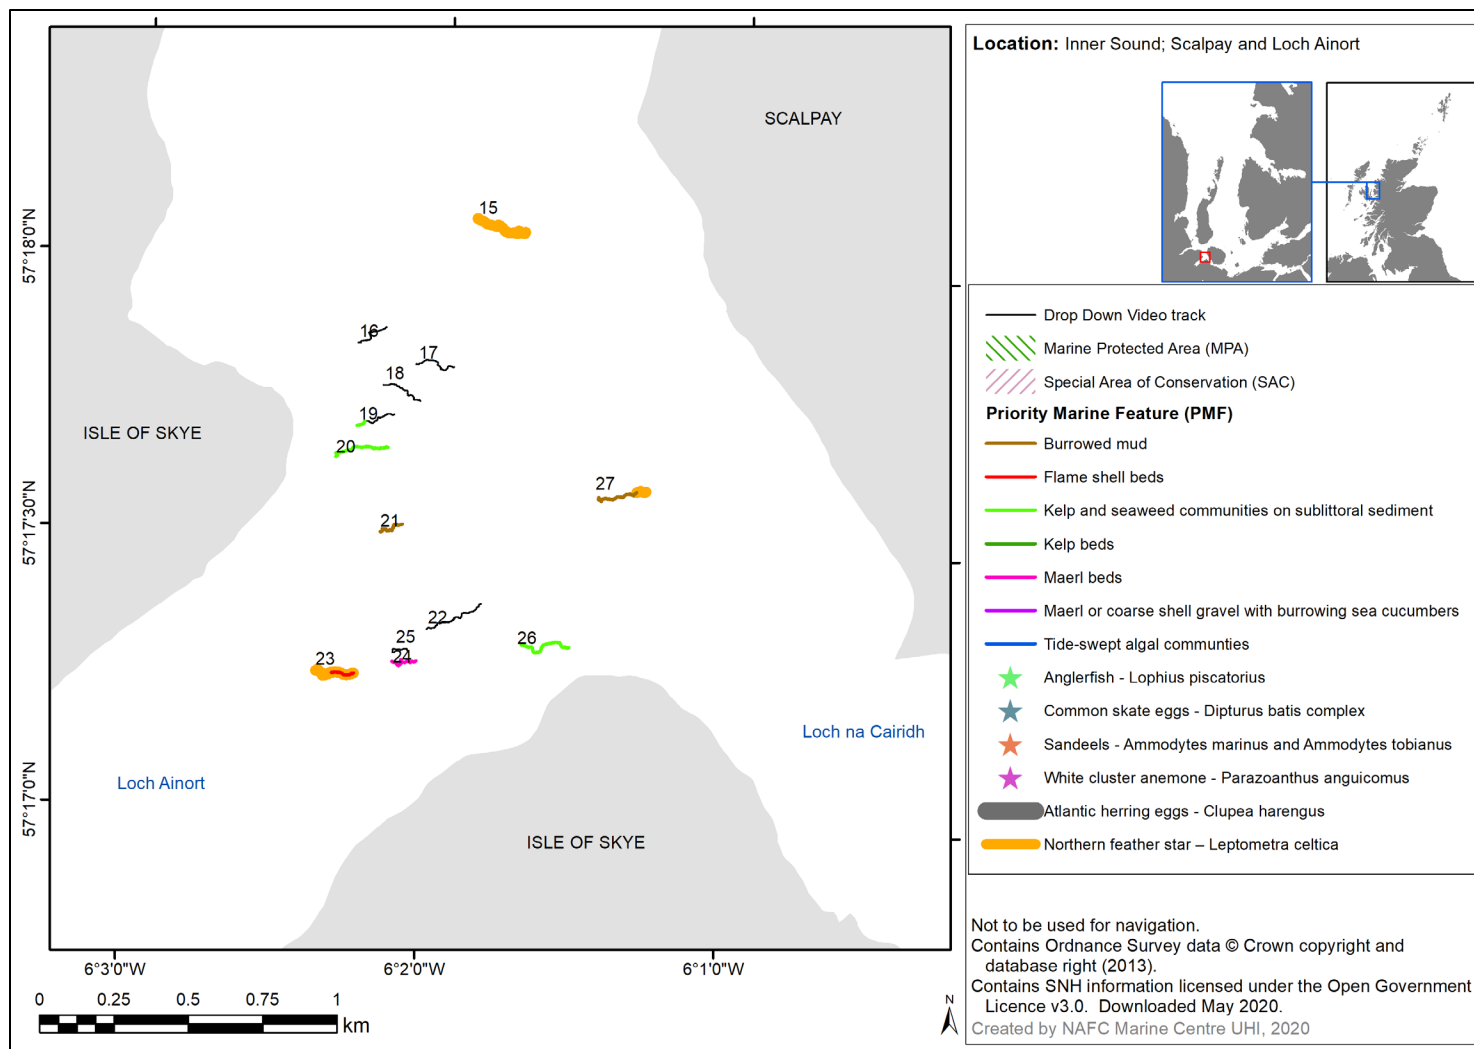 SCALPAY
15
57°18'0"N
16
17
18
19
ISLE OF SKYE
20
27
57°17'30"N
21
22
25
24
26
23
Loch na Cairidh
Loch Ainort
57°17'0"N
ISLE OF SKYE
6°3'0"W
6°2'0"W
6°1'0"W
0 0.25 0.5 0.75 1
km
N
Location: Inner Sound; Scalpay and Loch Ainort
Drop Down Video track
Marine Protected Area (MPA)
Special Area of Conservation (SAC)
Priority Marine Feature (PMF)
Burrowed mud
Flame shell beds
Kelp and seaweed communities on sublittoral sediment
Kelp beds
Maerl beds
Maerl or coarse shell gravel with burrowing sea cucumbers
Tide-swept algal communties
Anglerfish - Lophius piscatorius
Common skate eggs - Dipturus batis complex
Sandeels - Ammodytes marinus and Ammodytes tobianus
White cluster anemone - Parazoanthus anguicomus
Atlantic herring eggs - Clupea harengus
Northern feather star – Leptometra celtica
Not to be used for navigation.
Contains Ordnance Survey data © Crown copyright and
database right (2013).
Contains SNH information licensed under the Open Government
Licence v3.0. Downloaded May 2020.
Created by NAFC Marine Centre UHI, 2020